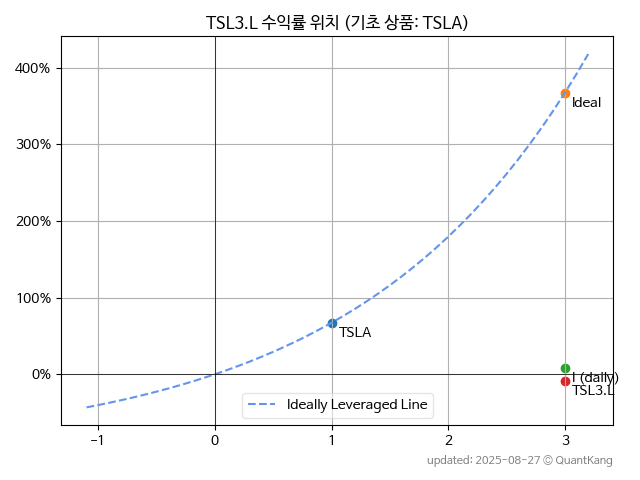 TSL3.L 수익률 위치 (기초 상품: TSLA)
400%
300%
200%
100%
0%
Ideal
TSLA
I (daily)
TSL3.L
Ideally Leveraged Line
-1 0 1 2 3
updated: 2025-08-27 © QuantKang